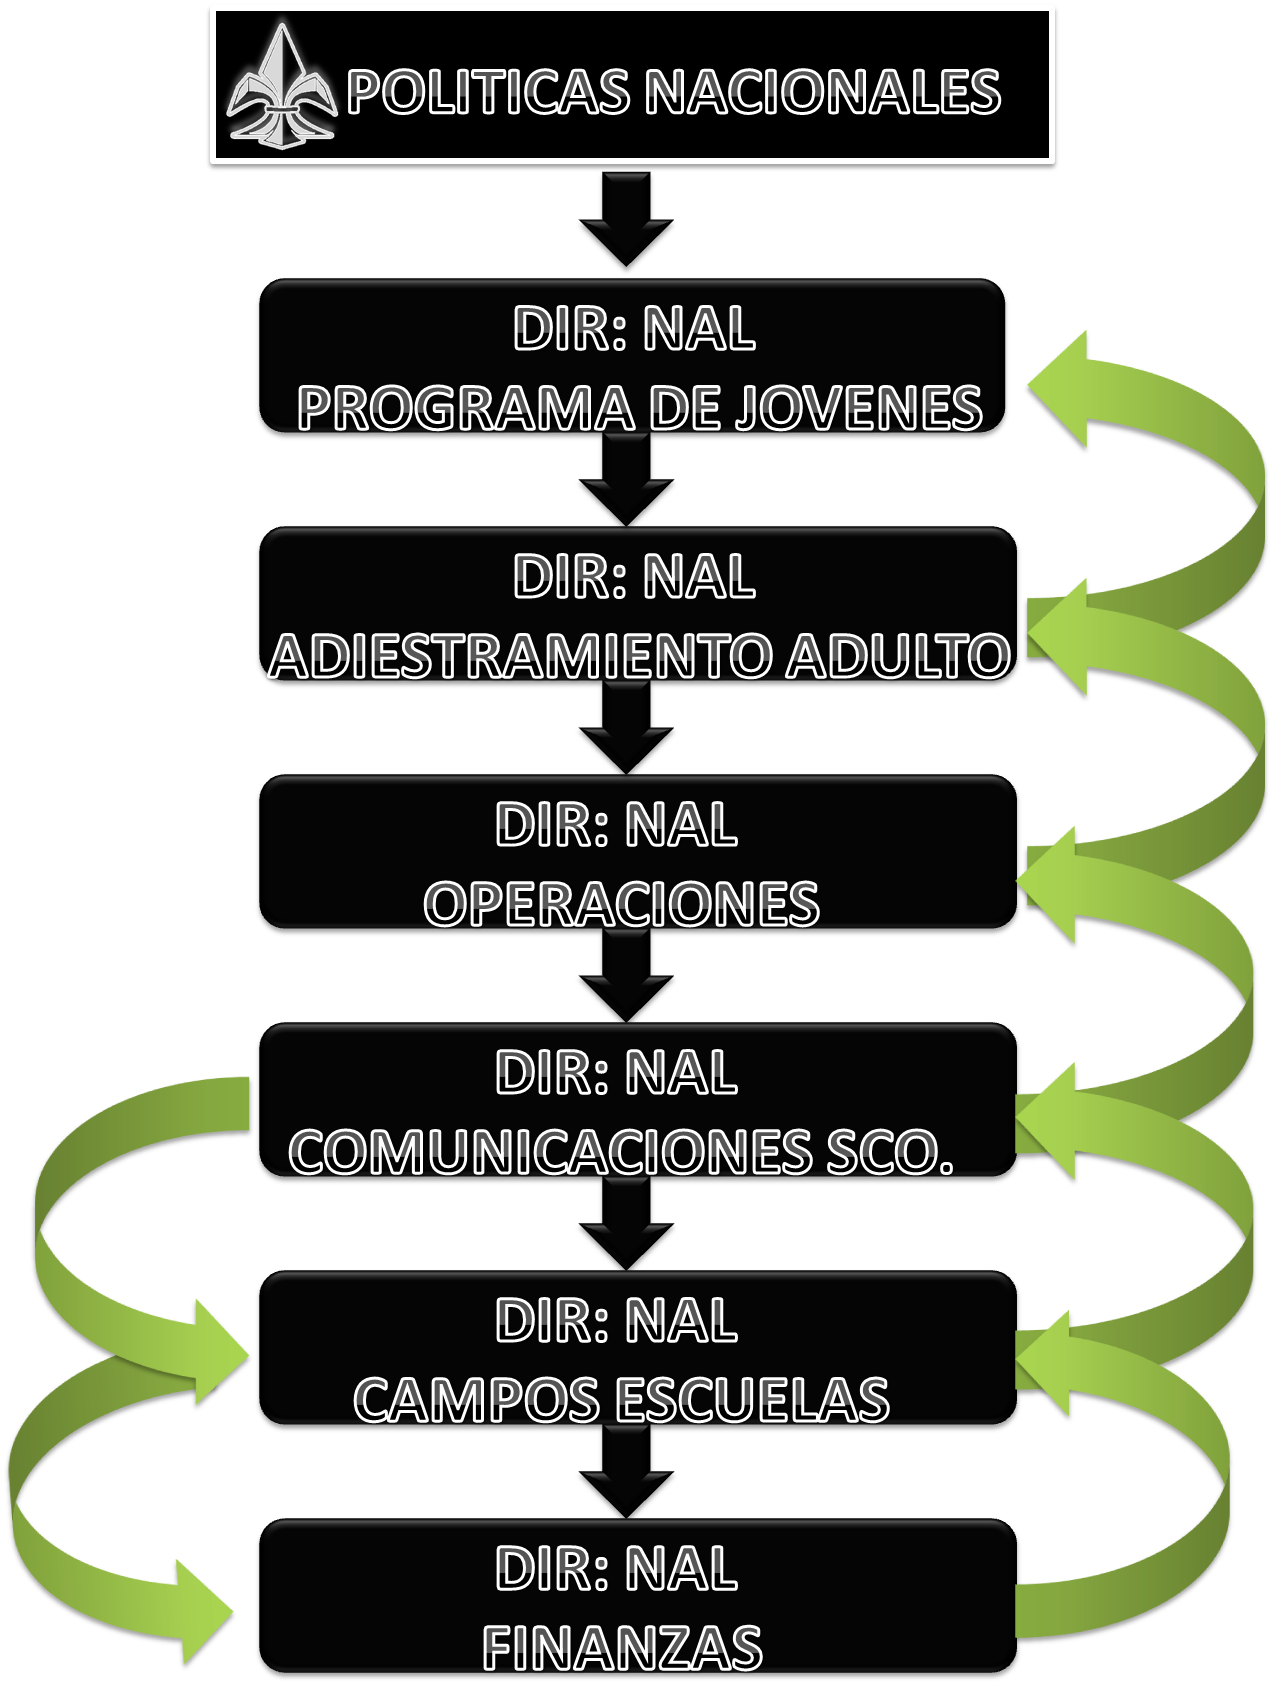 POLITICAS NACIONALES
DIR: NAL
PROGRAMA DE JOVENES
DIR: NAL
ADIESTRAMIENTO ADULTO
DIR: NAL
OPERACIONES
DIR: NAL
COMUNICACIONES SCO.
DIR: NAL
CAMPOS ESCUELAS
DIR: NAL
FINANZAS